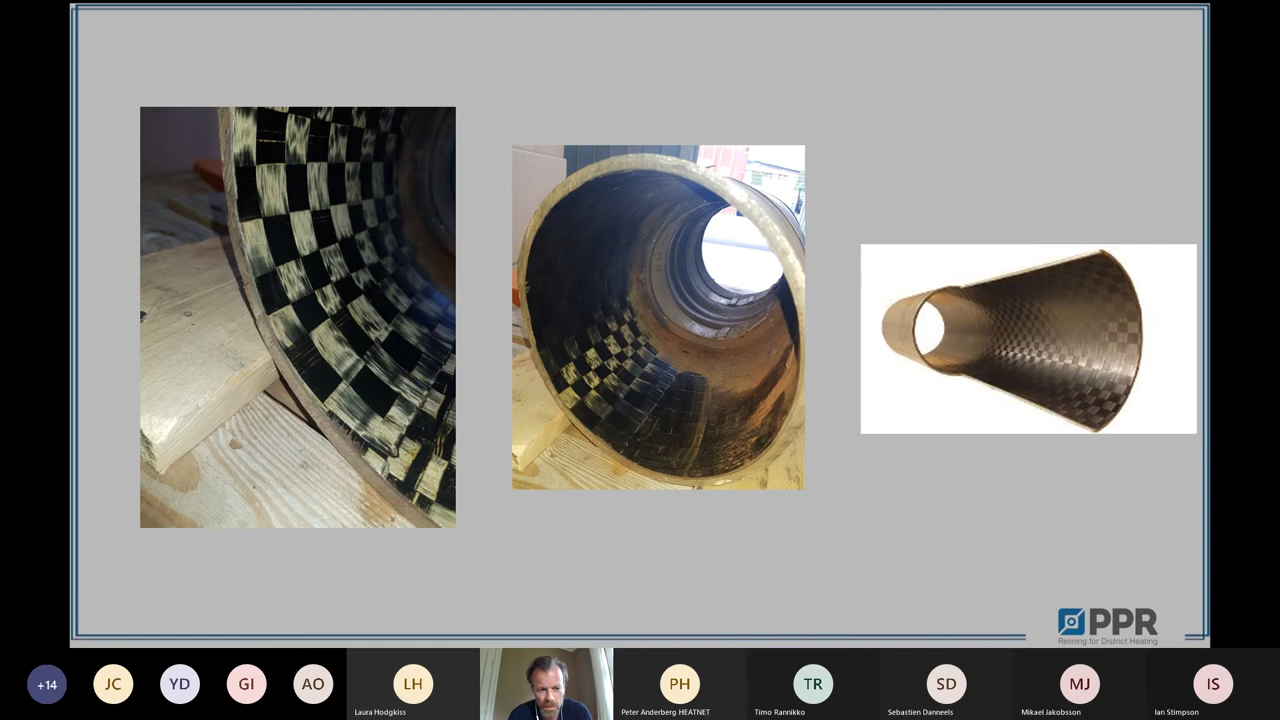 PPR
Relining for District Heating
+14
JC
YD
GI
AO
LH
PH
TR
SD
MJ
IS
Laura Hodgkiss
Peter Anderberg HEATNET
Timo Rannikko
Sebastien Danneels
Mikael Jakobsson
Ian Stimpson